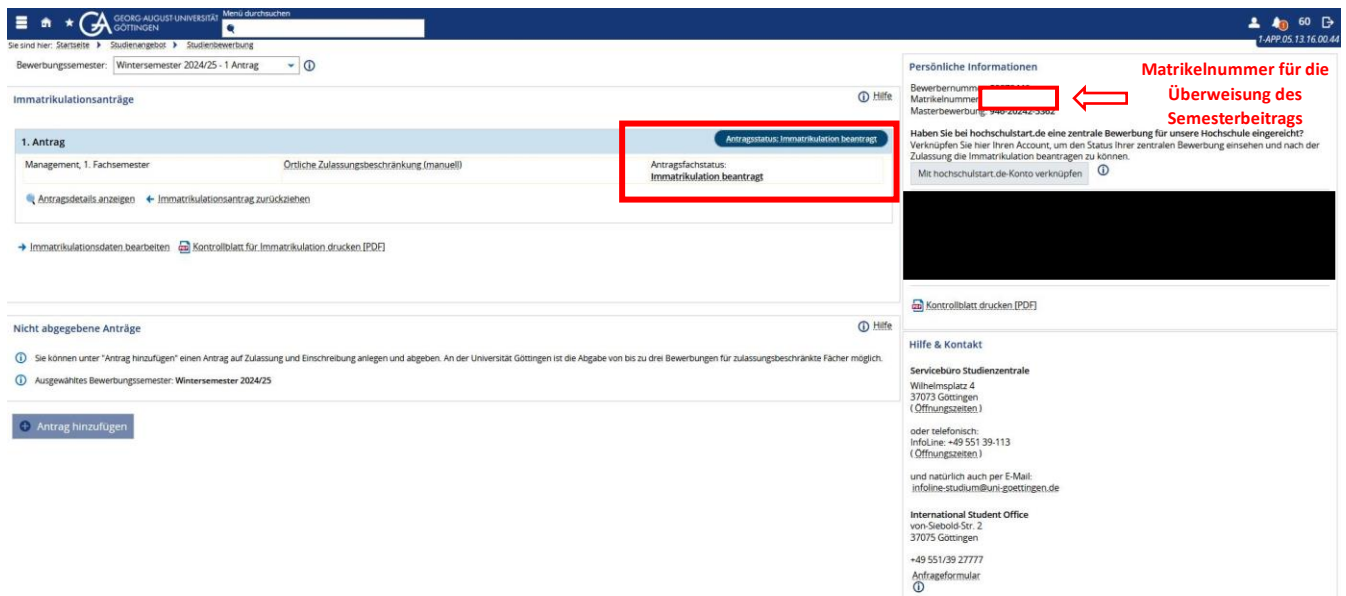 GEORG-AUGUST-UNIVERSITÄT
GÖTTINGEN
Menü durchsuchen
60
1-APP.05.13.16.00.44
Sie sind hier: Startseite Studienangebot Studienbewerbung
Bewerbungssemester: Wintersemester 2024/25 - 1 Antrag
Immatrikulationsanträge
Hilfe
1. Antrag
Antragsstatus: Immatrikulation beantragt
Management, 1. Fachsemester
Örtliche Zulassungsbeschränkung (manuell)
Antragsfachstatus:
Immatrikulation beantragt
Antragsdetails anzeigen
Immatrikulationsantrag zurückziehen
Immatrikulationsdaten bearbeiten
Kontrollblatt für Immatrikulation drucken [PDF]
Nicht abgegebene Anträge
Hilfe
Sie können unter "Antrag hinzufügen" einen Antrag auf Zulassung und Einschreibung anlegen und abgeben. An der Universität Göttingen ist die Abgabe von bis zu drei Bewerbungen für zulassungsbeschränkte Fächer möglich.
Ausgewähltes Bewerbungssemester: Wintersemester 2024/25
Antrag hinzufügen
Persönliche Informationen
Matrikelnummer für die
Überweisung des
Semesterbeitrags
Bewerbernumm
Matrikelnummer
Masterbewerbung:
Haben Sie bei hochschulstart.de eine zentrale Bewerbung für unsere Hochschule eingereicht?
Verknüpfen Sie hier Ihren Account, um den Status Ihrer zentralen Bewerbung einsehen und nach der
Zulassung die Immatrikulation beantragen zu können.
Mit hochschulstart.de-Konto verknüpfen
Kontrollblatt drucken [PDF]
Hilfe & Kontakt
Servicebüro Studienzentrale
Wilhelmsplatz 4
37073 Göttingen
(Öffnungszeiten)
oder telefonisch:
InfoLine: +49 551 39-113
(Öffnungszeiten)
und natürlich auch per E-Mail:
infoline-studium@uni-goettingen.de
International Student Office
von-Siebold-Str. 2
37075 Göttingen
+49 551/39 27777
Anfrageformular